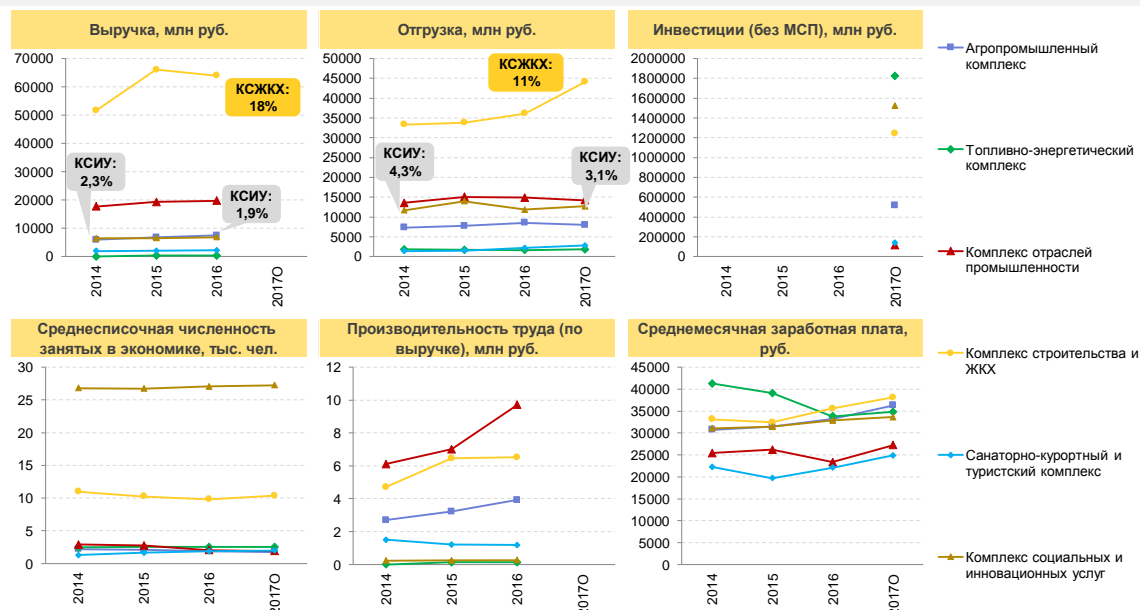 Выручка, млн руб.
70000
60000
50000
40000
30000
20000
10000
0
КСЖКХ:
18%
КСИУ:
2,3%
КСИУ:
1,9%
2014
2015
2016
2017О
Отгрузка, млн руб.
50000
45000
40000
35000
30000
25000
20000
15000
10000
5000
0
КСЖКХ:
11%
КСИУ:
4,3%
КСИУ:
3,1%
2014
2015
2016
2017О
Инвестиции (без МСП), млн руб.
2000000
1800000
1600000
1400000
1200000
1000000
800000
600000
400000
200000
0
2014
2015
2016
2017О
Среднесписочная численность
занятых в экономике, тыс. чел.
30
25
20
15
10
5
0
2014
2015
2016
2017О
Производительность труда (по
выручке), млн руб.
12
10
8
6
4
2
0
2014
2015
2016
2017О
Среднемесячная заработная плата,
руб.
45000
40000
35000
30000
25000
20000
15000
10000
5000
0
2014
2015
2016
2017О
Агропромышленный
комплекс
Топливно-энергетический
комплекс
Комплекс отраслей
промышленности
Комплекс строительства и
ЖКХ
Санаторно-курортный и
туристский комплекс
Комплекс социальных и
инновационных услуг